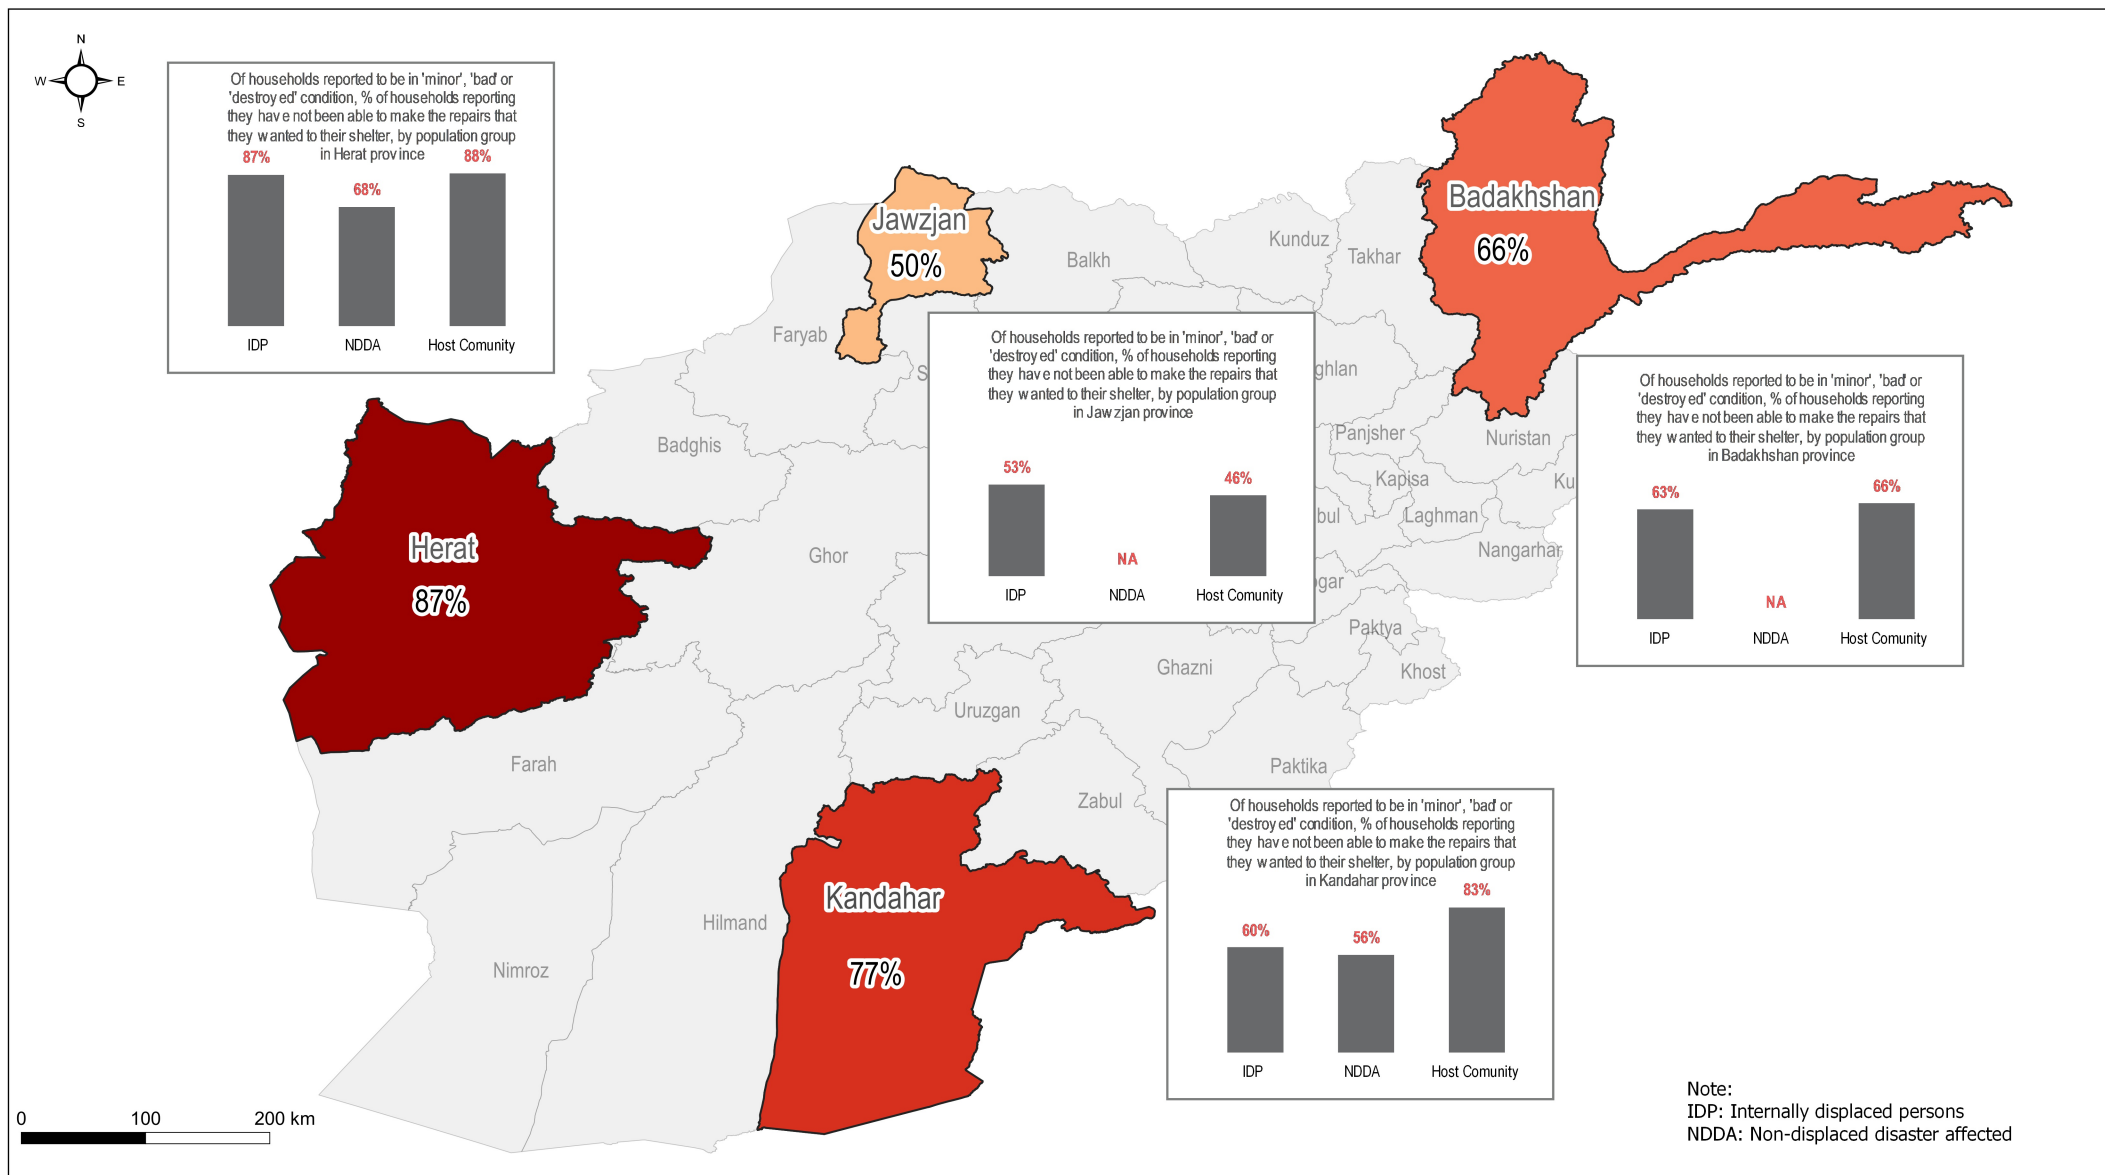 N
W E
S
Of households reported to be in 'minor', 'bad' or
'destroyed' condition, % of households reporting
they have not been able to make the repairs that
they wanted to their shelter, by population group
in Herat province
87% 68% 88%
IDP NDDA Host Comunity
Jawzjan
50%
Badakhshan
66%
Kunduz
Takhar
Balkh
Faryab
S
ghlan
Of households reported to be in 'minor', 'bad' or
'destroyed' condition, % of households reporting
they have not been able to make the repairs that
they wanted to their shelter, by population group
in Jawzjan province
53% NA 46%
IDP NDDA Host Comunity
Of households reported to be in 'minor', 'bad' or
'destroyed' condition, % of households reporting
they have not been able to make the repairs that
they wanted to their shelter, by population group
in Badakhshan province
63% NA 66%
IDP NDDA Host Comunity
Badghis
Panjsher
Nuristan
Kapisa
Ku
bul
Laghman
Nangarhar
Herat
87%
Ghor
gar
Paktya
Khost
Ghazni
Uruzgan
Farah
Paktika
Zabul
Of households reported to be in 'minor', 'bad' or
'destroyed' condition, % of households reporting
they have not been able to make the repairs that
they wanted to their shelter, by population group
in Kandahar province
60% 56% 83%
IDP NDDA Host Comunity
Kandahar
77%
Hilmand
Nimroz
0 100 200 km
Note:
IDP: Internally displaced persons
NDDA: Non-displaced disaster affected